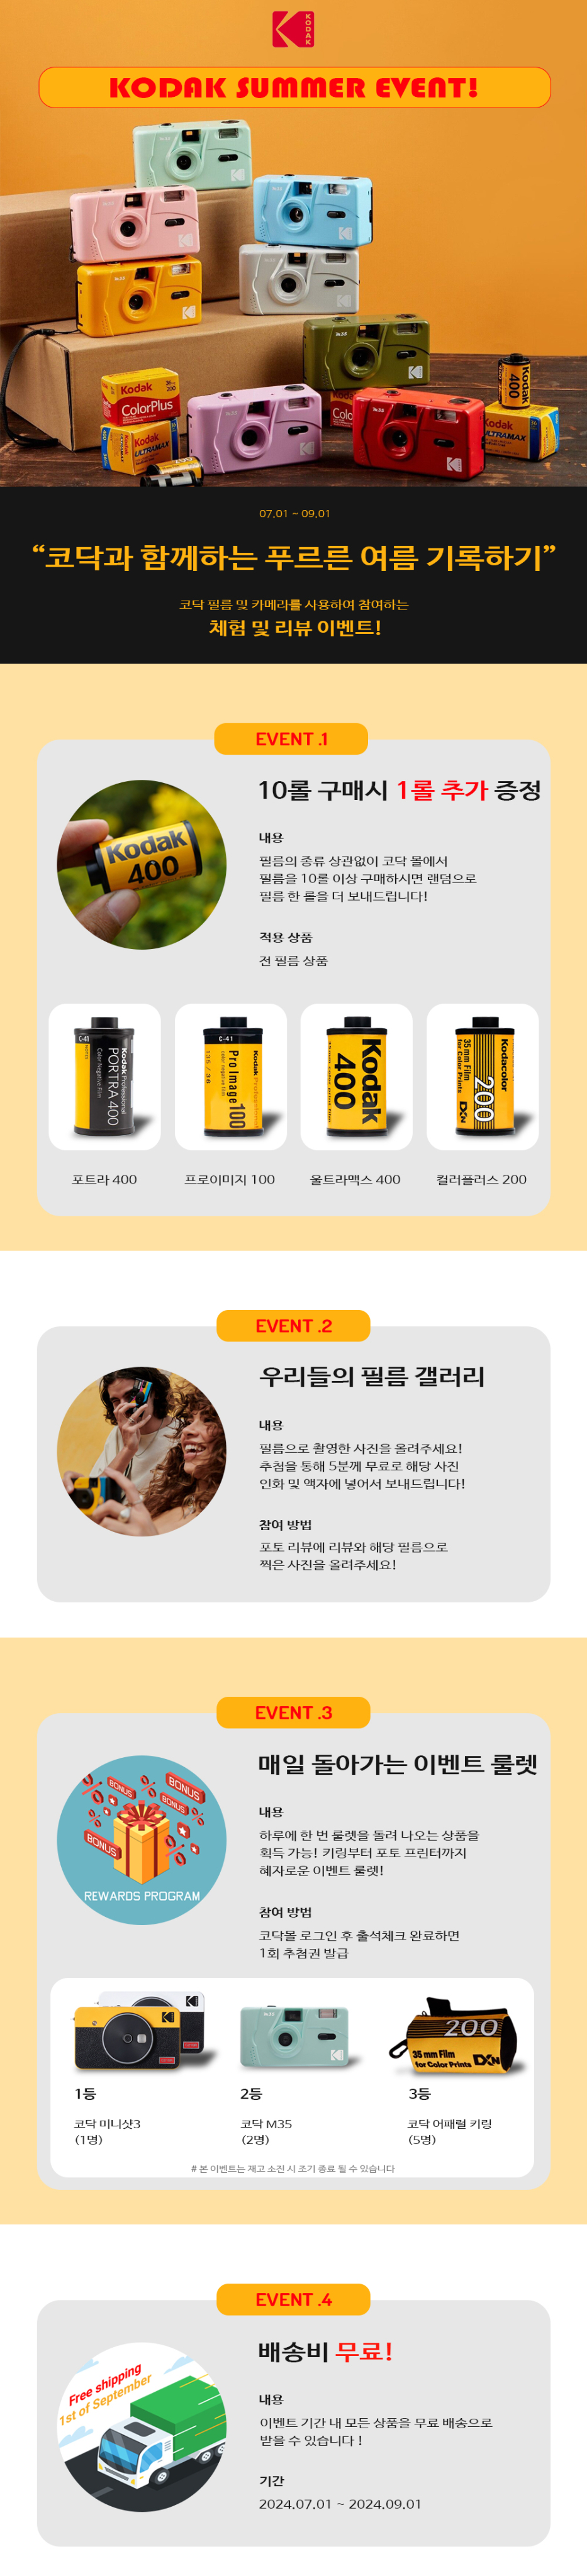 KODAK
KODAK SUMMER EVENT!
Kodak
ColorPlus
200
Kodak
ULTRAMAX
Kodak
400
Kodak
ULTRAMAX
07.01 ~ 09.01
“코닥과 함께하는 푸르른 여름 기록하기”
코닥 필름 및 카메라를 사용하여 참여하는
체험 및 리뷰 이벤트!
EVENT .1
10롤 구매시 1롤 추가 증정
내용
필름의 종류 상관없이 코닥 몰에서
필름을 10롤 이상 구매하시면 랜덤으로
필름 한 롤을 더 보내드립니다!
적용 상품
전 필름 상품
Kodak
400
C-41
Kodak Professional
PORTRA 400
Color Negative Film
C-41
Pro Image 100
Kodak
400
Kodacolor
200
35 mm Film
for Color Prints
포트라 400
프로이미지 100
울트라맥스 400
컬러플러스 200
EVENT .2
우리들의 필름 갤러리
내용
필름으로 촬영한 사진을 올려주세요!
추첨을 통해 5분께 무료로 해당 사진
인화 및 액자에 넣어서 보내드립니다!
참여 방법
포토 리뷰에 리뷰와 해당 필름으로
찍은 사진을 올려주세요!
EVENT .3
매일 돌아가는 이벤트 룰렛
내용
하루에 한 번 룰렛을 돌려 나오는 상품을
획득 가능! 키링부터 포토 프린터까지
혜자로운 이벤트 룰렛!
BONUS
BONUS
BONUS
BONUS
REWARDS PROGRAM
참여 방법
코닥몰 로그인 후 출석체크 완료하면
1회 추첨권 발급
200
35 mm Film
for Color Prints
1등
2등
3등
코닥 미니샷3
(1명)
코닥 M35
(2명)
코닥 어패럴 키링
(5명)
# 본 이벤트는 재고 소진 시 조기 종료 될 수 있습니다
EVENT .4
배송비 무료!
Free shipping
1st of September
내용
이벤트 기간 내 모든 상품을 무료 배송으로
받을 수 있습니다 !
기간
2024.07.01 ~ 2024.09.01